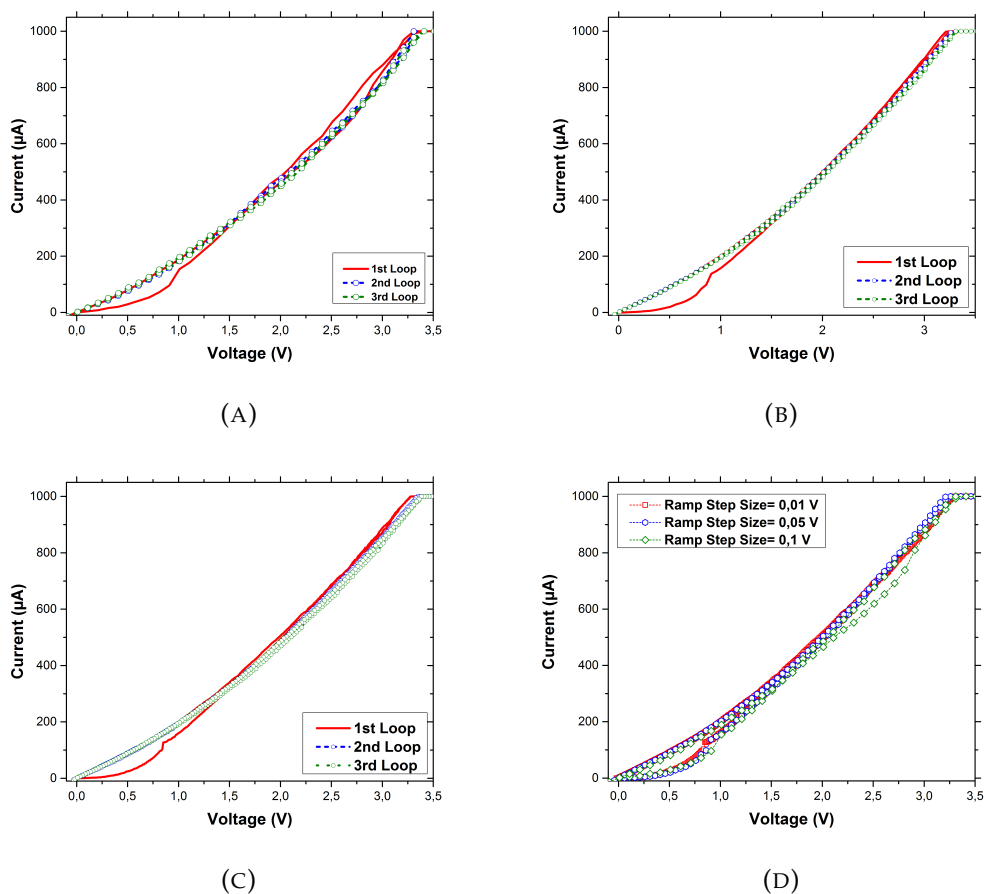 1000
800
600
400
200
0
Current (µA)
0,0 0,5 1,0 1,5 2,0 2,5 3,0 3,5
Voltage (V)
1st Loop
2nd Loop
3rd Loop
(A)
1000
800
600
400
200
0
Current (µA)
0 1 2 3
Voltage (V)
1st Loop
2nd Loop
3rd Loop
(B)
1000
800
600
400
200
0
Current (µA)
0,0 0,5 1,0 1,5 2,0 2,5 3,0 3,5
Voltage (V)
1st Loop
2nd Loop
3rd Loop
(C)
1000
800
600
400
200
0
Current (µA)
0,0 0,5 1,0 1,5 2,0 2,5 3,0 3,5
Voltage (V)
Ramp Step Size= 0,01 V
Ramp Step Size= 0,05 V
Ramp Step Size= 0,1 V
(D)